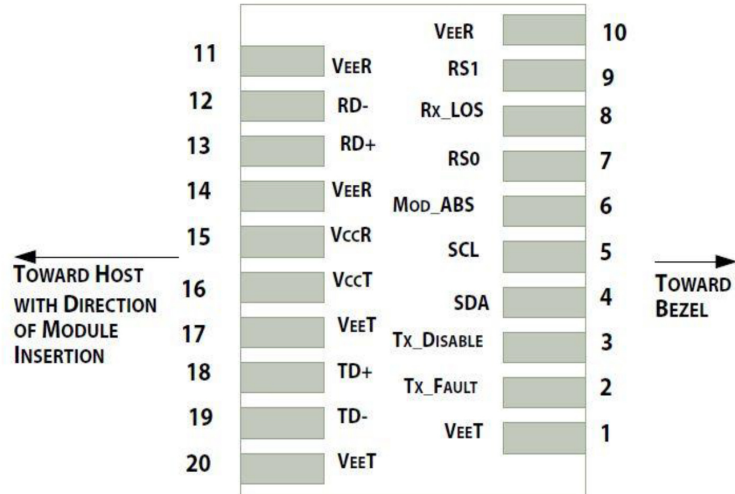 11 VEER
12 RD-
13 RD+
14 VEER
15 VCCR
16 VCCT
17 VEET
18 TD+
19 TD-
20 VEET
VEER 10
RS1 9
RX_LOS 8
RS0 7
MOD_ABS 6
SCL 5
SDA 4
TX_DISABLE 3
TX_FAULT 2
VEET 1
TOWARD HOST
WITH DIRECTION
OF MODULE
INSERTION
TOWARD
BEZEL